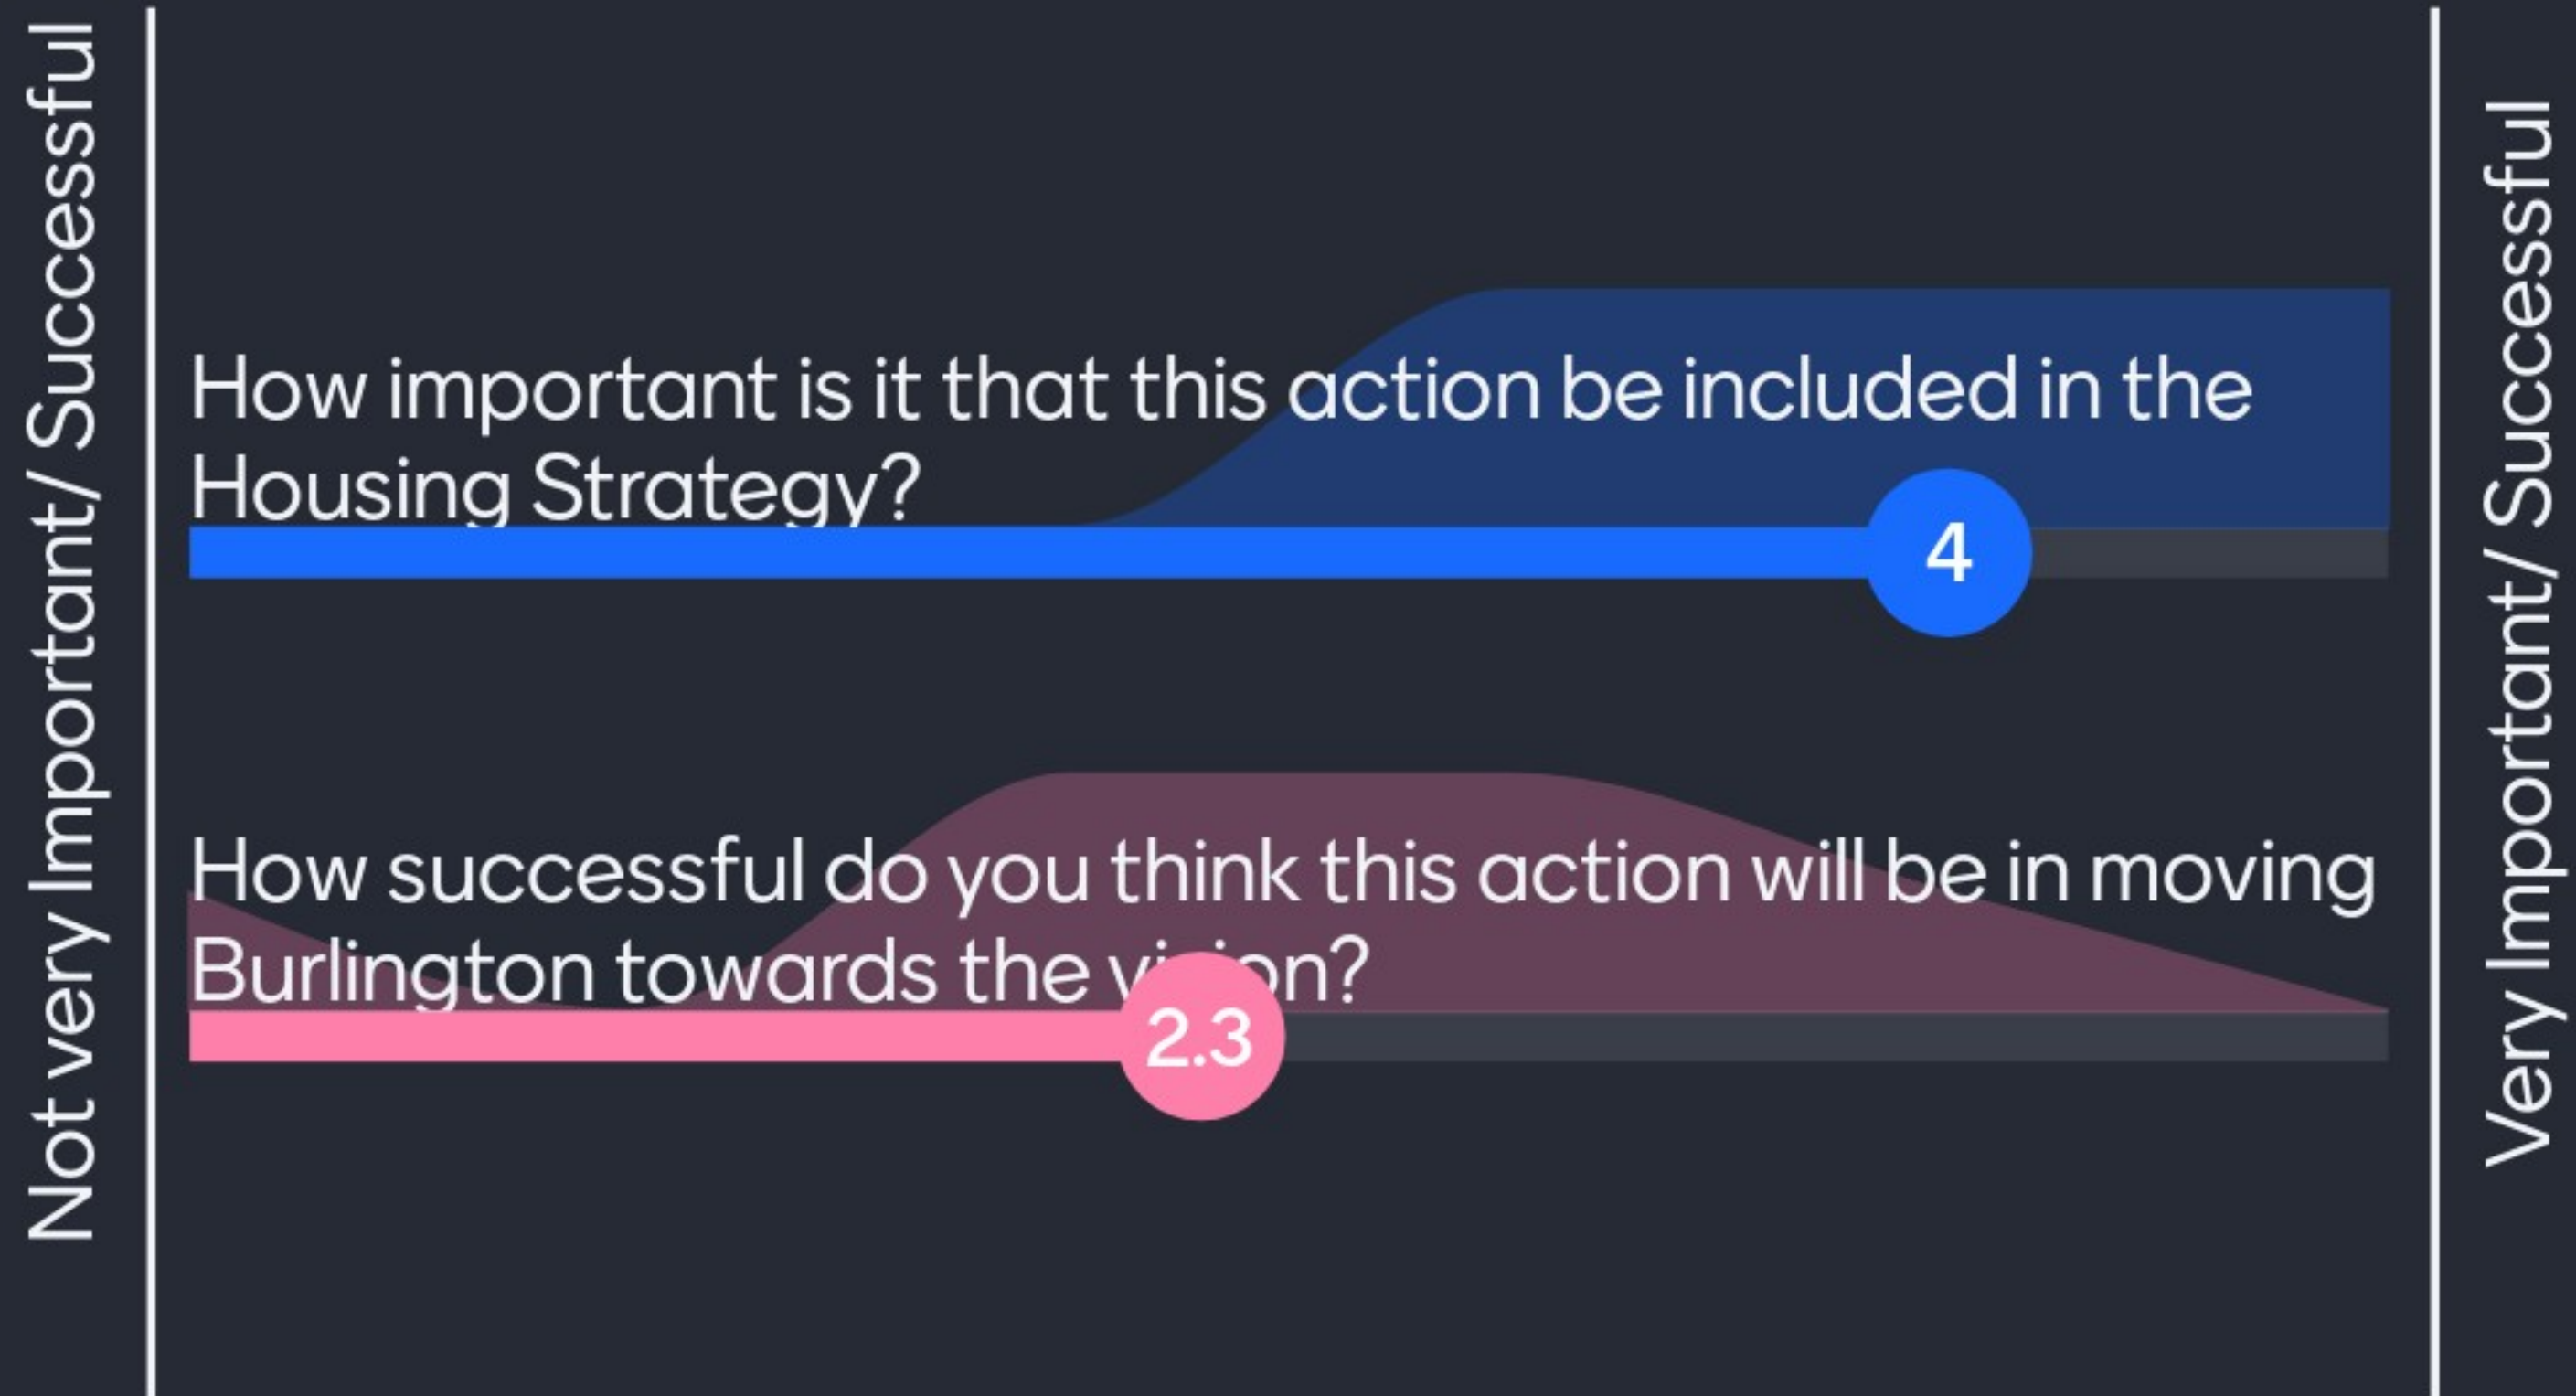 Not very Important/ Successful
How important is it that this action be included in the
Housing Strategy?
4
How successful do you think this action will be in moving
Burlington towards the vision?
2.3
Very Important/ Successful